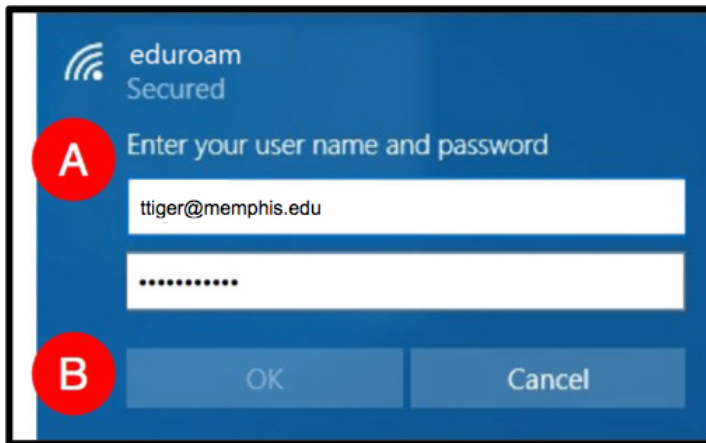 eduroam
Secured
A
Enter your user name and password
ttiger@memphis.edu
•••••••••••
B
OK
Cancel